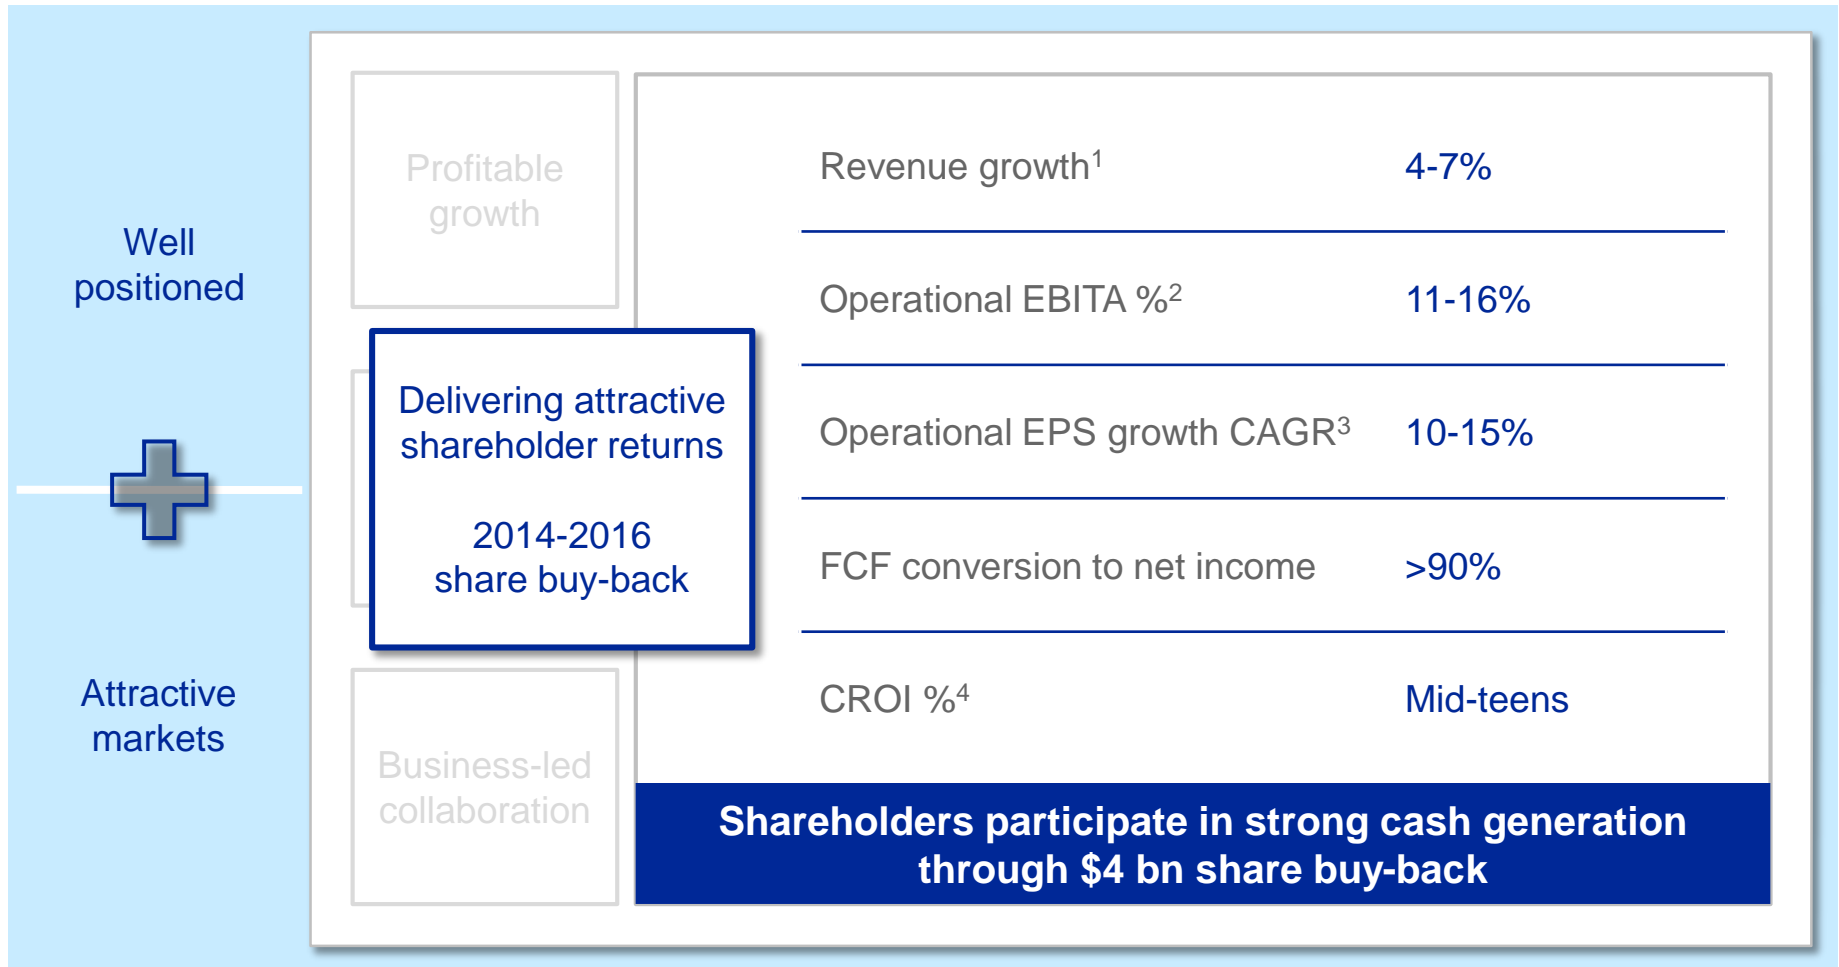 Well
positioned
Attractive
markets
Profitable
growth
Delivering attractive
shareholder returns
2014-2016
share buy-back
Business-led
collaboration
Revenue growth¹ 4-7%
Operational EBITA %² 11-16%
Operational EPS growth CAGR³ 10-15%
FCF conversion to net income >90%
CROI %⁴ Mid-teens
Shareholders participate in strong cash generation
through $4 bn share buy-back